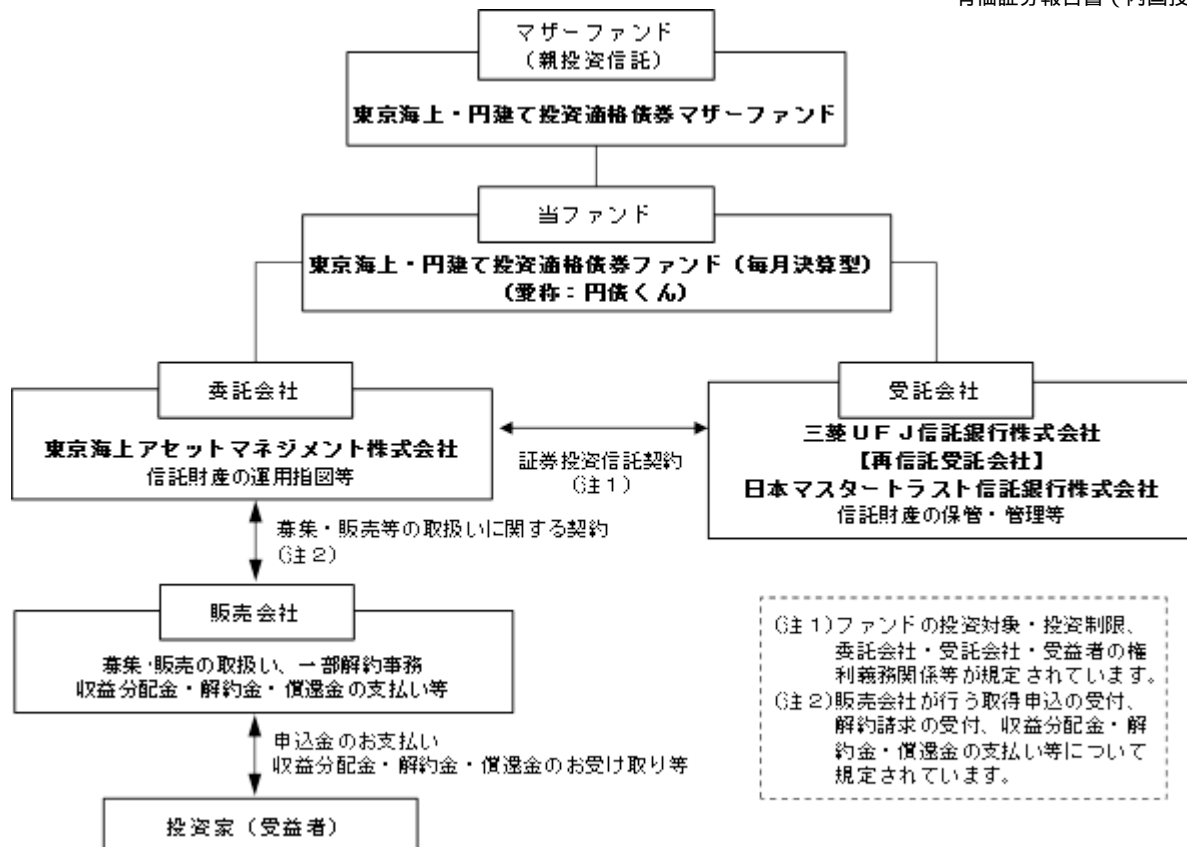 有価証券報告書(内国投
マザーファンド
(親投資信託)
東京海上・円建て投資適格債券マザーファンド
当ファンド
東京海上・円建て投資適格債券ファンド(毎月決算型)
(愛称:円債くん)
委託会社
東京海上アセットマネジメント株式会社
信託財産の運用指図等
証券投資信託契約
(注1)
受託会社
三菱UFJ信託銀行株式会社
【再信託受託会社】
日本マスタートラスト信託銀行株式会社
信託財産の保管・管理等
募集・販売等の取扱いに関する契約
(注2)
販売会社
募集・販売の取扱い、一部解約事務
収益分配金・解約金・償還金の支払い等
申込金のお支払い
収益分配金・解約金・償還金のお受け取り等
投資家(受益者)
(注1)ファンドの投資対象・投資制限、
委託会社・受託会社・受益者の権
利義務関係等が規定されています。
(注2)販売会社が行う取得申込の受付、
解約請求の受付、収益分配金・解
約金・償還金の支払い等について
規定されています。